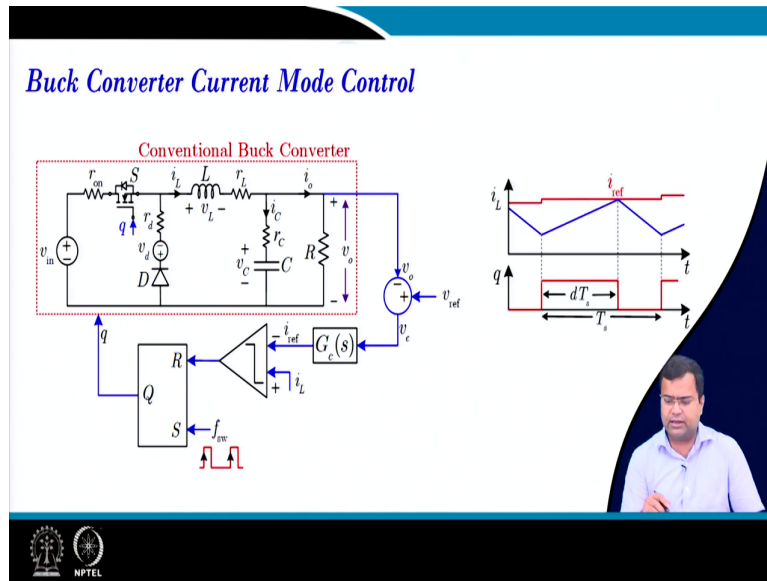 Buck Converter Current Mode Control
Conventional Buck Converter
r_on S i_L L r_L i_o
+ v_L −
q
r_d
v_d
D
v_in
+
−
i_C
r_C
+
v_C
−
C
R
+
v_o
−
v_o
−
+
v_ref
v_e
G_c(s)
i_ref
−
+
i_L
q
R
Q
S
f_sw
i_L
i_ref
t
q
dT_s
T_s
t
NPTEL